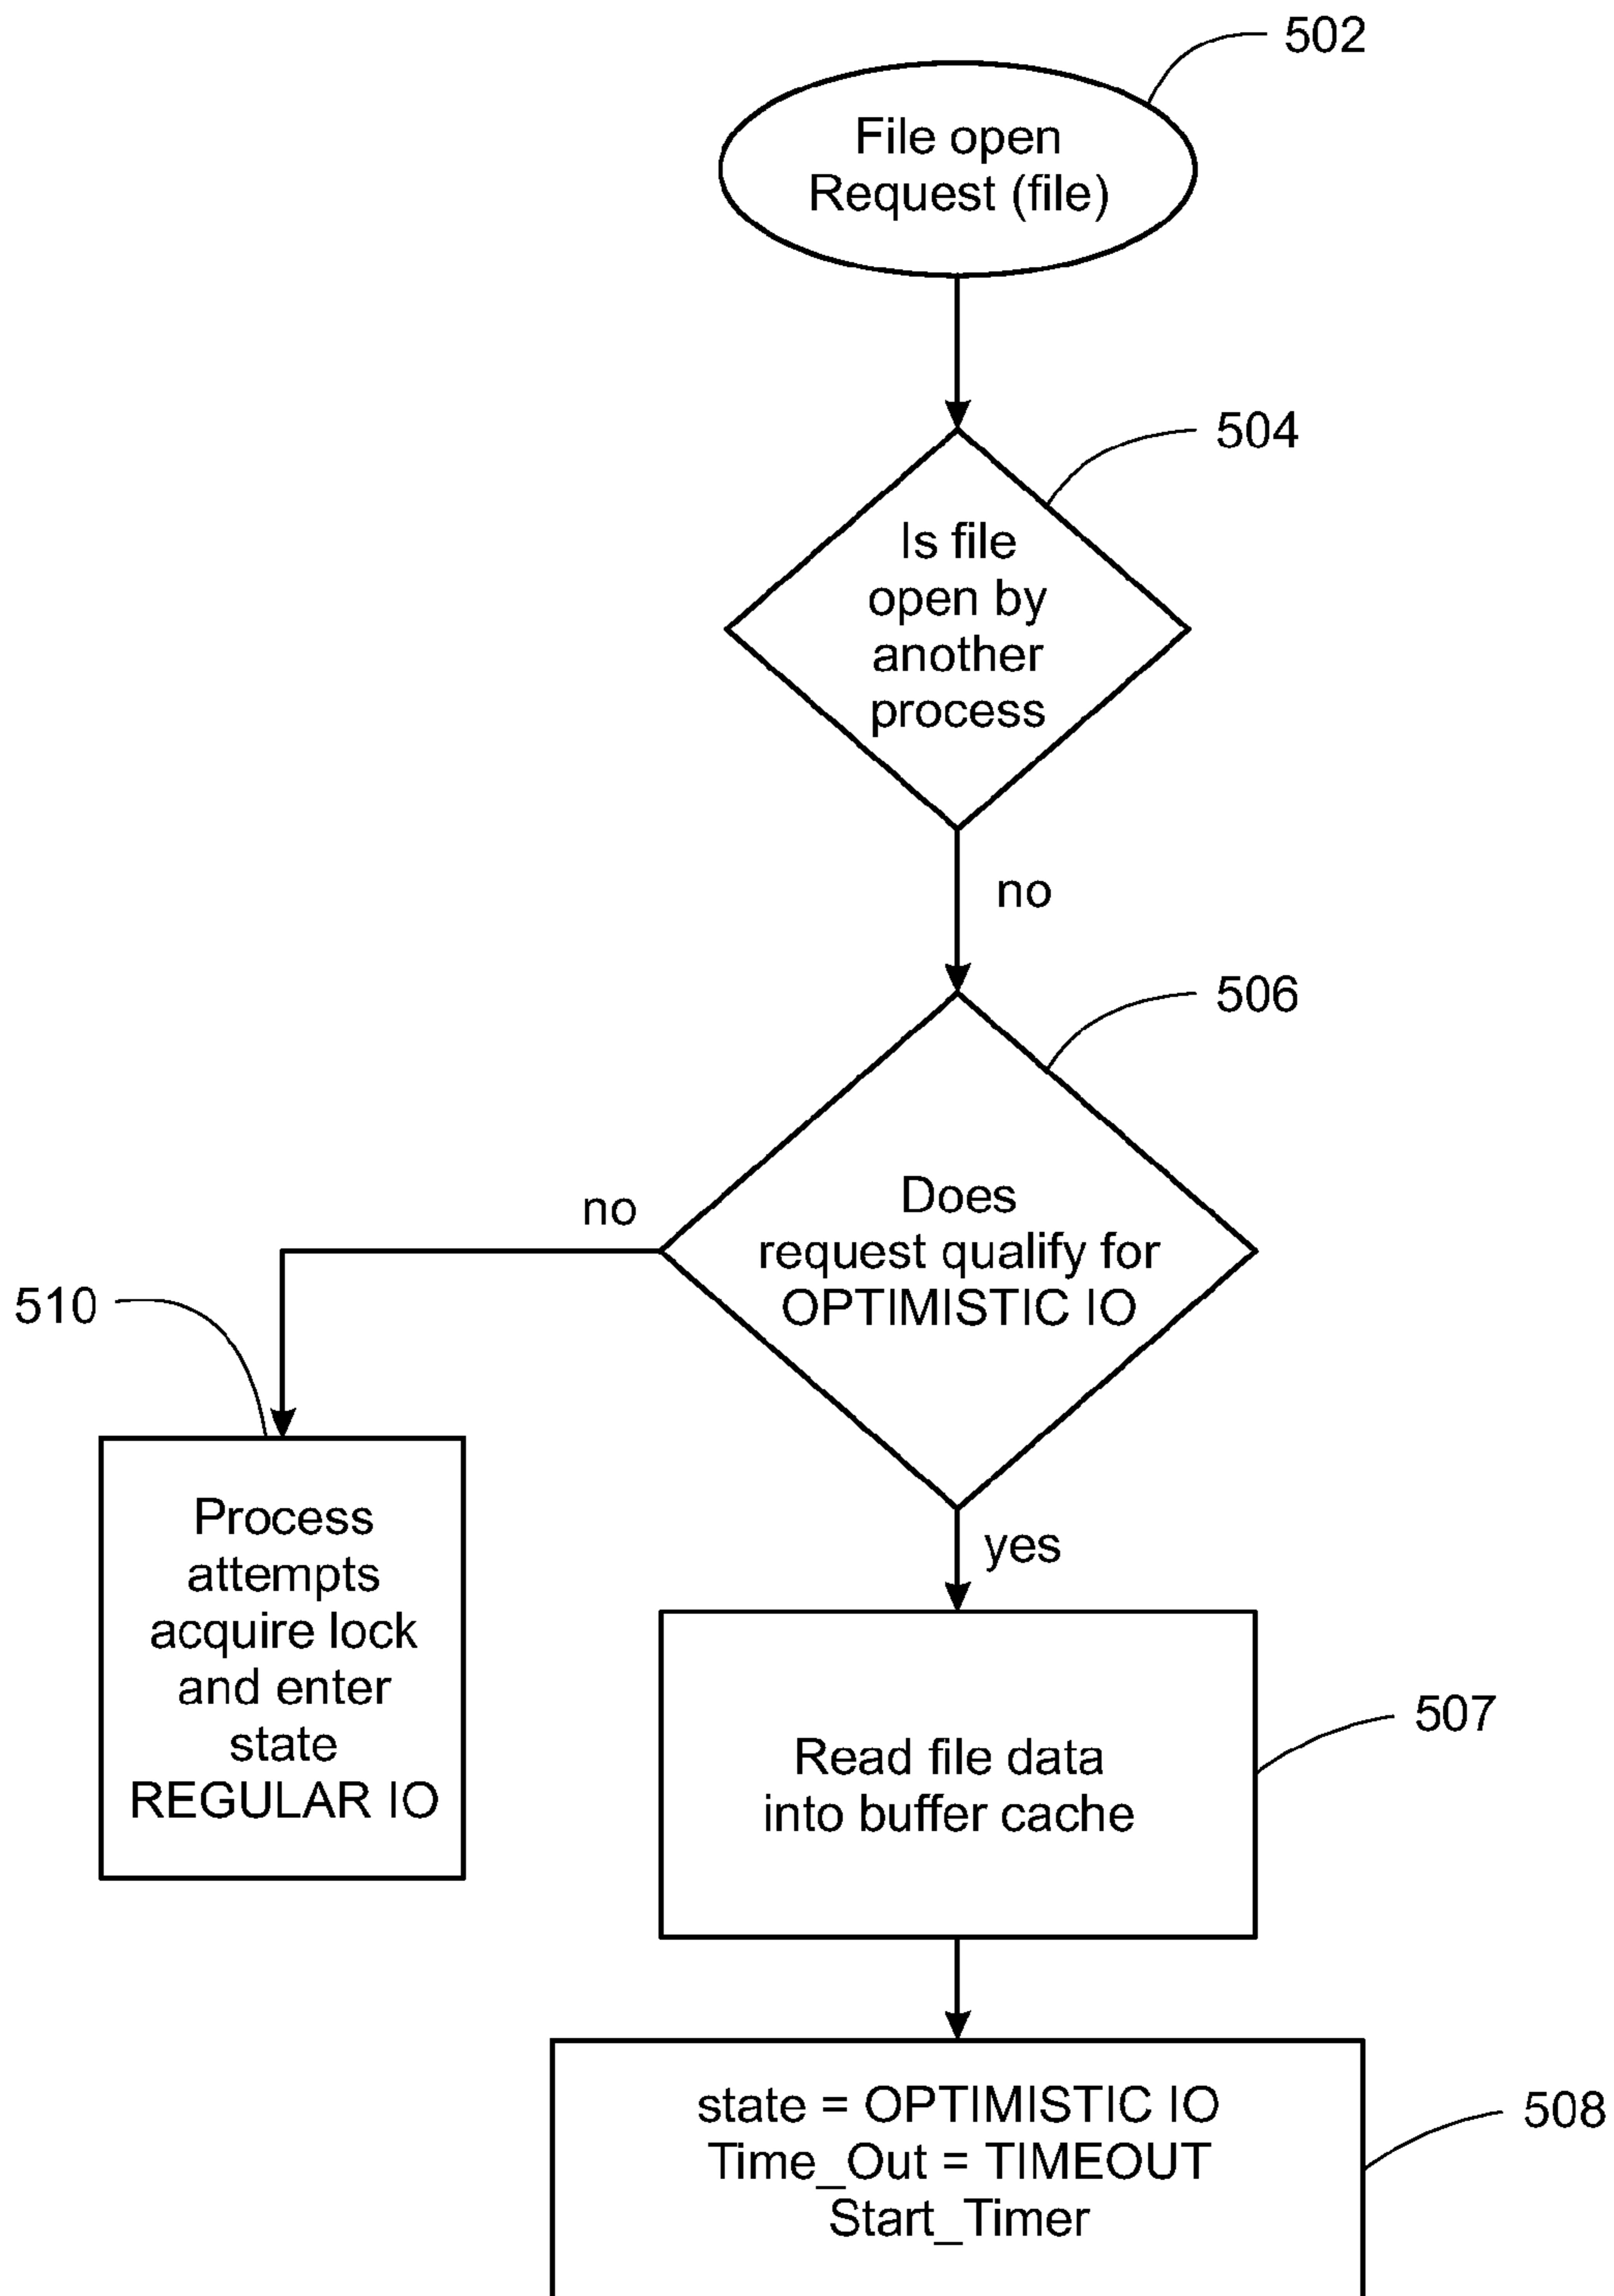 502
File open
Request (file)
504
Is file
open by
another
process
no
506
Does
request qualify for
OPTIMISTIC IO
no
510
yes
Process
attempts
acquire lock
and enter
state
REGULAR IO
507
Read file data
into buffer cache
508
state = OPTIMISTIC IO
Time_Out = TIMEOUT
Start_Timer